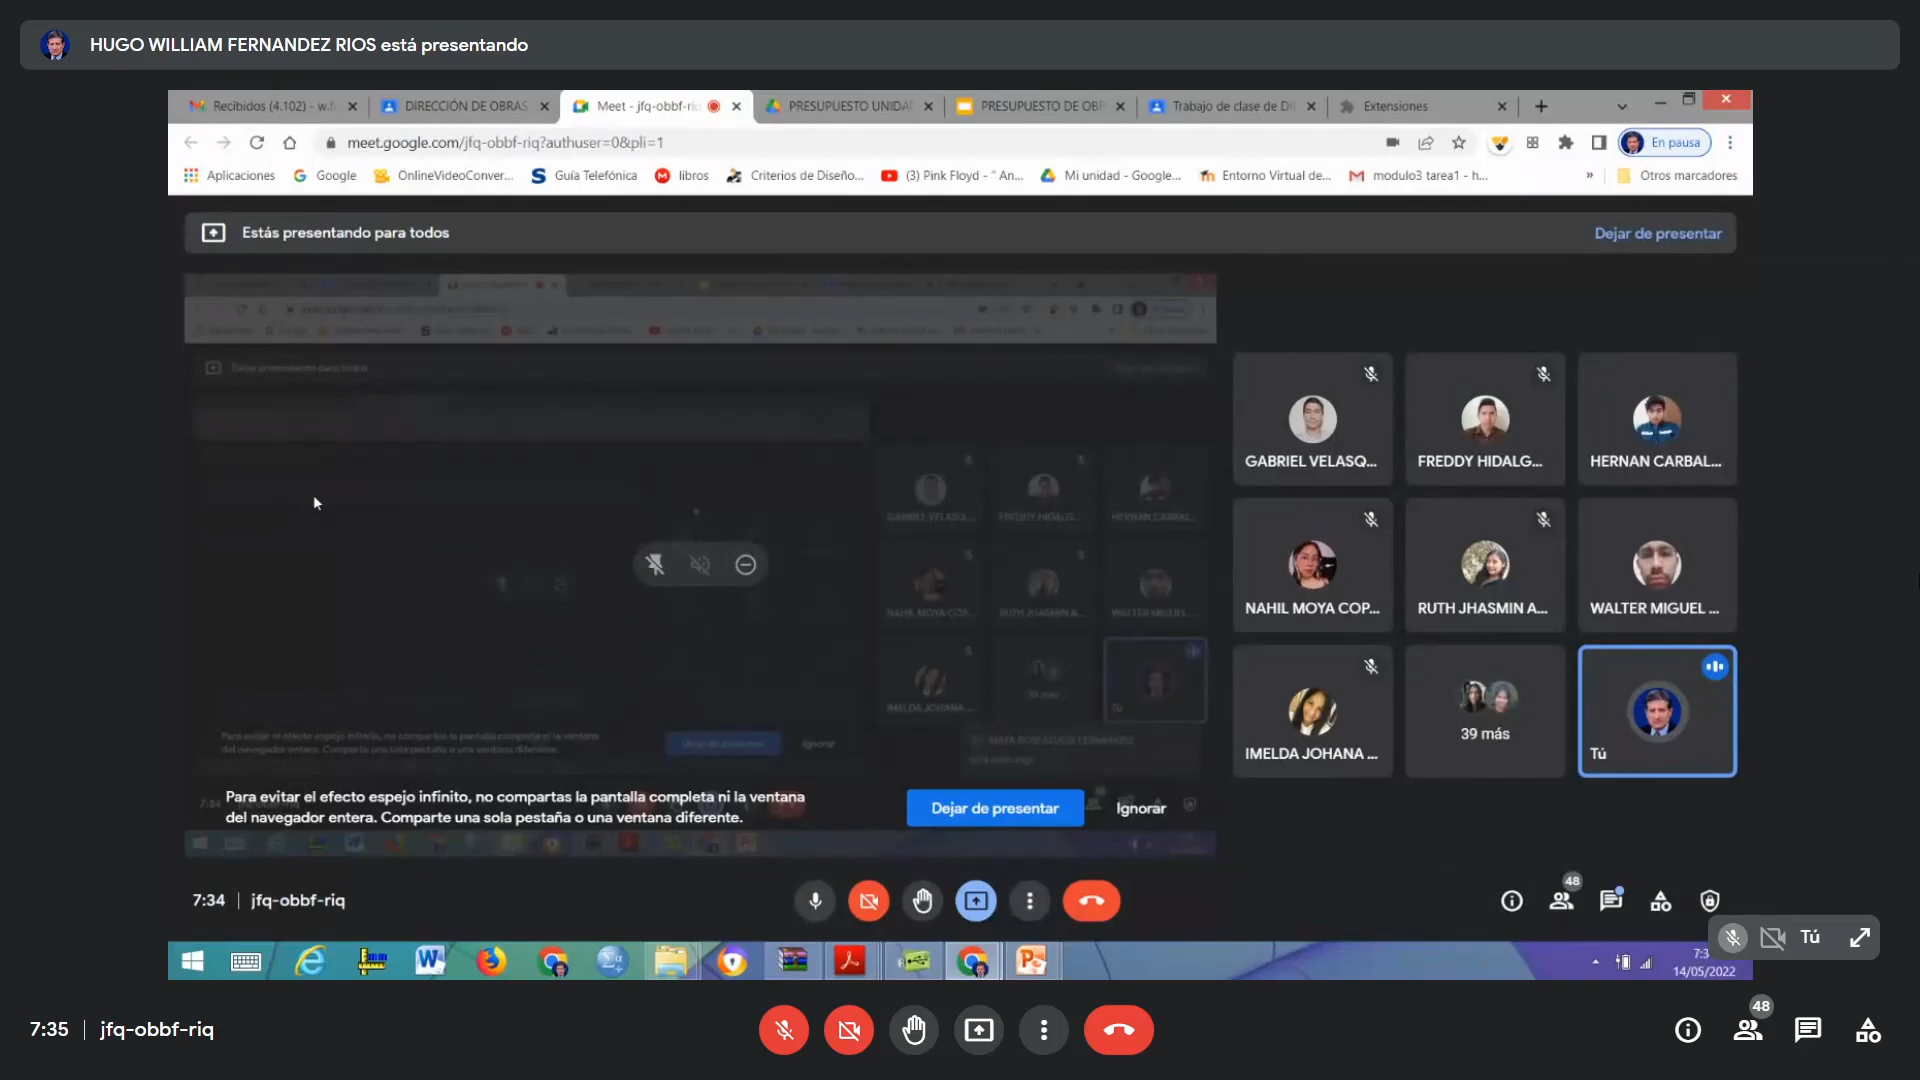 HUGO WILLIAM FERNANDEZ RIOS está presentando
Recibidos (4.102) - w.f
DIRECCIÓN DE OBRAS
Meet - jfq-obbf-riq
PRESUPUESTO UNIDA
PRESUPUESTO DE OBR
Trabajo de clase de DI
Extensiones
meet.google.com/jfq-obbf-riq?authuser=0&pli=1
En pausa
Aplicaciones
Google
OnlineVideoConver...
Guía Telefónica
libros
Criterios de Diseño...
(3) Pink Floyd - " An...
Mi unidad - Google...
Entorno Virtual de...
modulo3 tarea1 - h...
»
Otros marcadores
Estás presentando para todos
Dejar de presentar
GABRIEL VELASQ...
FREDDY HIDALG...
HERNAN CARBAL...
NAHIL MOYA COP...
RUTH JHASMIN A...
WALTER MIGUEL ...
IMELDA JOHANA ...
39 más
Tú
Para evitar el efecto espejo infinito, no compartas la pantalla completa ni la ventana
del navegador entera. Comparte una sola pestaña o una ventana diferente.
Dejar de presentar
Ignorar
7:34 | jfq-obbf-riq
48
Tú
7:3
14/05/2022
7:35 | jfq-obbf-riq
48